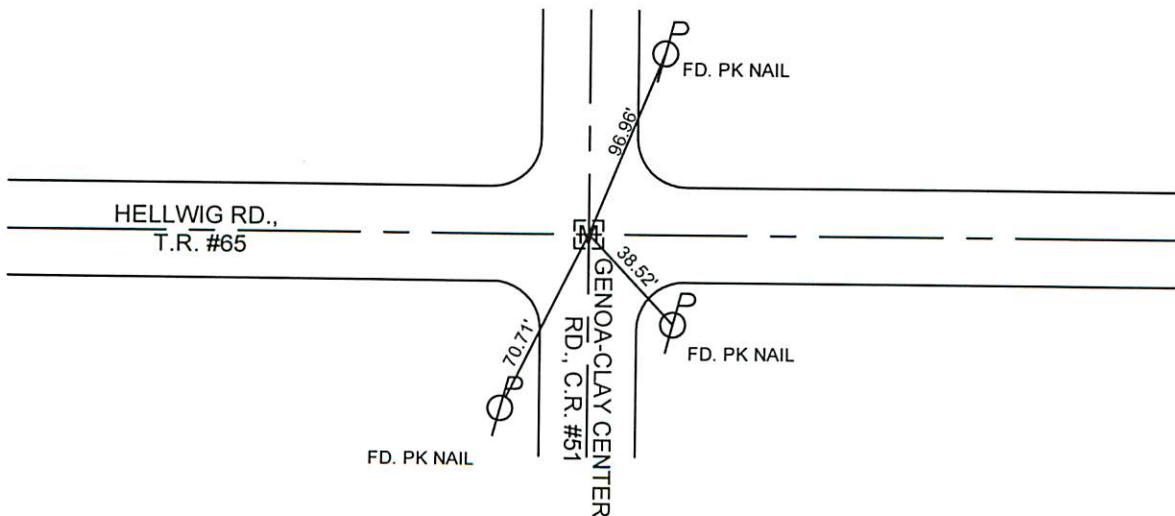 P
FD. PK NAIL
96.96'
HELLWIG RD.,
T.R. #65
M
38.52'
GENOA-CLAY CENTER
RD., C.R. #51
P
FD. PK NAIL
70.71'
P
FD. PK NAIL